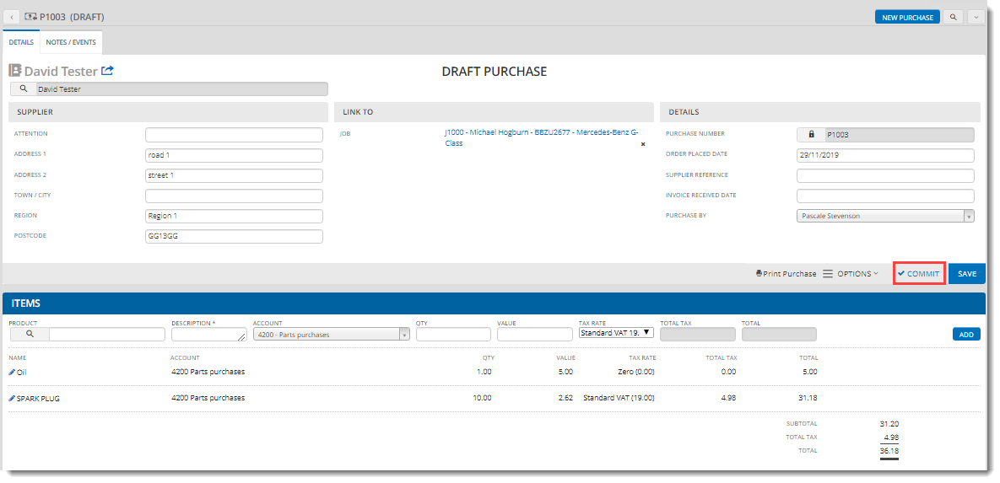 P1003 (DRAFT)
NEW PURCHASE
DETAILS
NOTES / EVENTS
David Tester
DRAFT PURCHASE
David Tester
SUPPLIER
LINK TO
DETAILS
ATTENTION
ADDRESS 1
road 1
ADDRESS 2
street 1
TOWN / CITY
REGION
Region 1
POSTCODE
GG13GG
JOB
J1000 - Michael Hogburn - BBZU2677 - Mercedes-Benz G-
Class
PURCHASE NUMBER
P1003
ORDER PLACED DATE
29/11/2019
SUPPLIER REFERENCE
INVOICE RECEIVED DATE
PURCHASE BY
Pascale Stevenson
Print Purchase
OPTIONS
COMMIT
SAVE
ITEMS
PRODUCT
DESCRIPTION *
ACCOUNT
4200 - Parts purchases
QTY
VALUE
TAX RATE
Standard VAT 19.
TOTAL TAX
TOTAL
ADD
NAME ACCOUNT QTY VALUE TAX RATE TOTAL TAX TOTAL
Oil 4200 Parts purchases 1.00 5.00 Zero (0.00) 0.00 5.00
SPARK PLUG 4200 Parts purchases 10.00 2.62 Standard VAT (19.00) 4.98 31.18
SUBTOTAL 31.20
TOTAL TAX 4.98
TOTAL 36.18